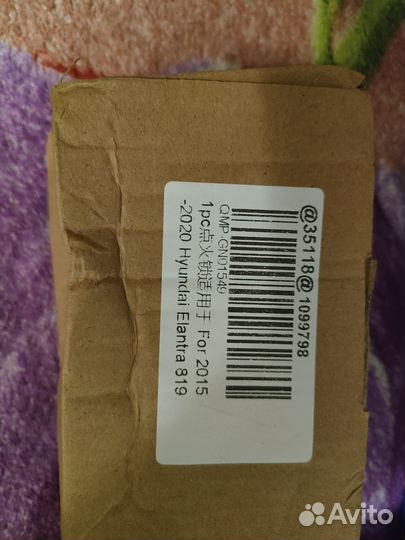 @35118@1099798
QMP-GN01549
1pc点火锁适用于 For 2015
-2020 Hyundai Elantra 819
Avito